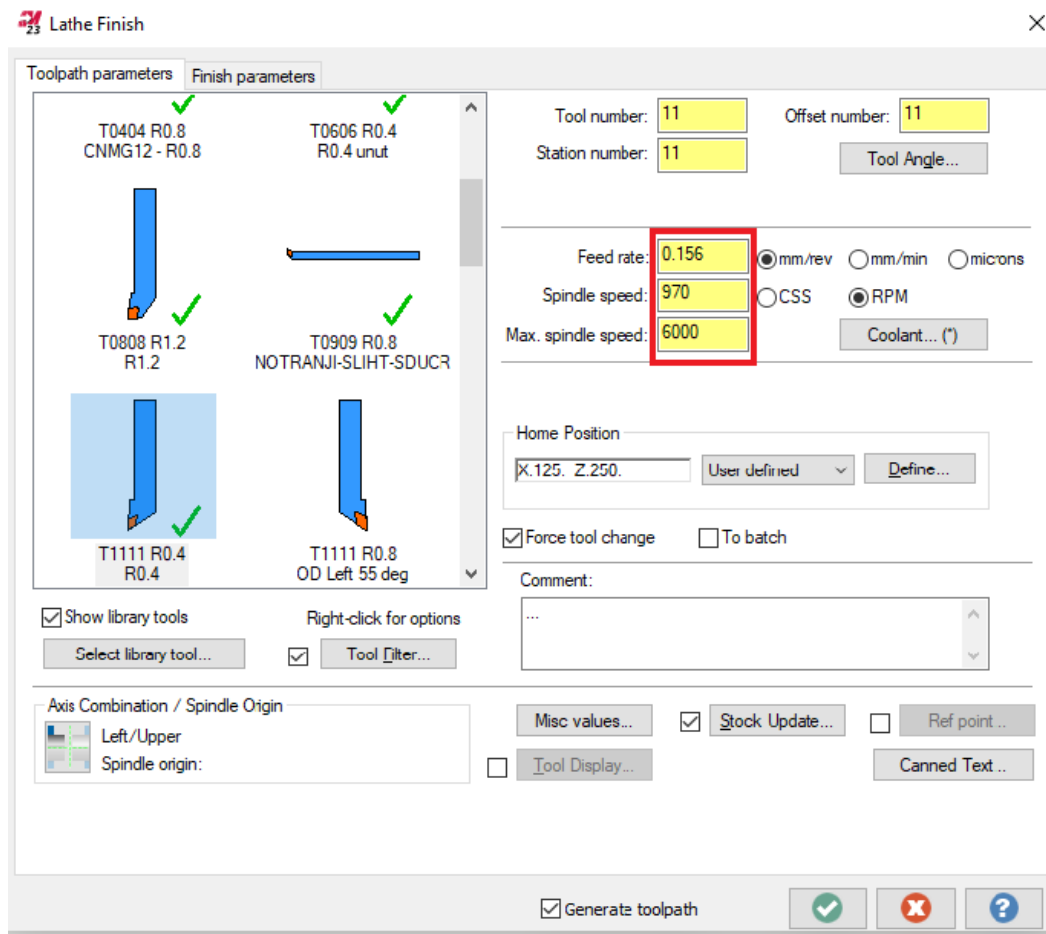 23 Lathe Finish
Toolpath parameters Finish parameters
T0404 R0.8
CNMG12 - R0.8
T0606 R0.4
R0.4 unut
T0808 R1.2
R1.2
T0909 R0.8
NOTRANJI-SLIHT-SDUCR
T1111 R0.4
R0.4
T1111 R0.8
OD Left 55 deg
Show library tools
Right-click for options
Select library tool...
Tool Filter...
Axis Combination / Spindle Origin
Left/Upper
Spindle origin:
Tool number: 11
Offset number: 11
Station number: 11
Tool Angle...
Feed rate: 0.156 mm/rev mm/min microns
Spindle speed: 970 CSS RPM
Max. spindle speed: 6000 Coolant... (*)
Home Position
X.125. Z.250. User defined Define...
Force tool change To batch
Comment:
...
Misc values... Stock Update... Ref point ..
Tool Display... Canned Text ..
Generate toolpath
?